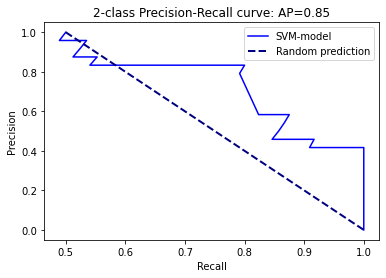 2-class Precision-Recall curve: AP=0.85
SVM-model
Random prediction
Precision
1.0
0.8
0.6
0.4
0.2
0.0
0.5
0.6
0.7
0.8
0.9
1.0
Recall